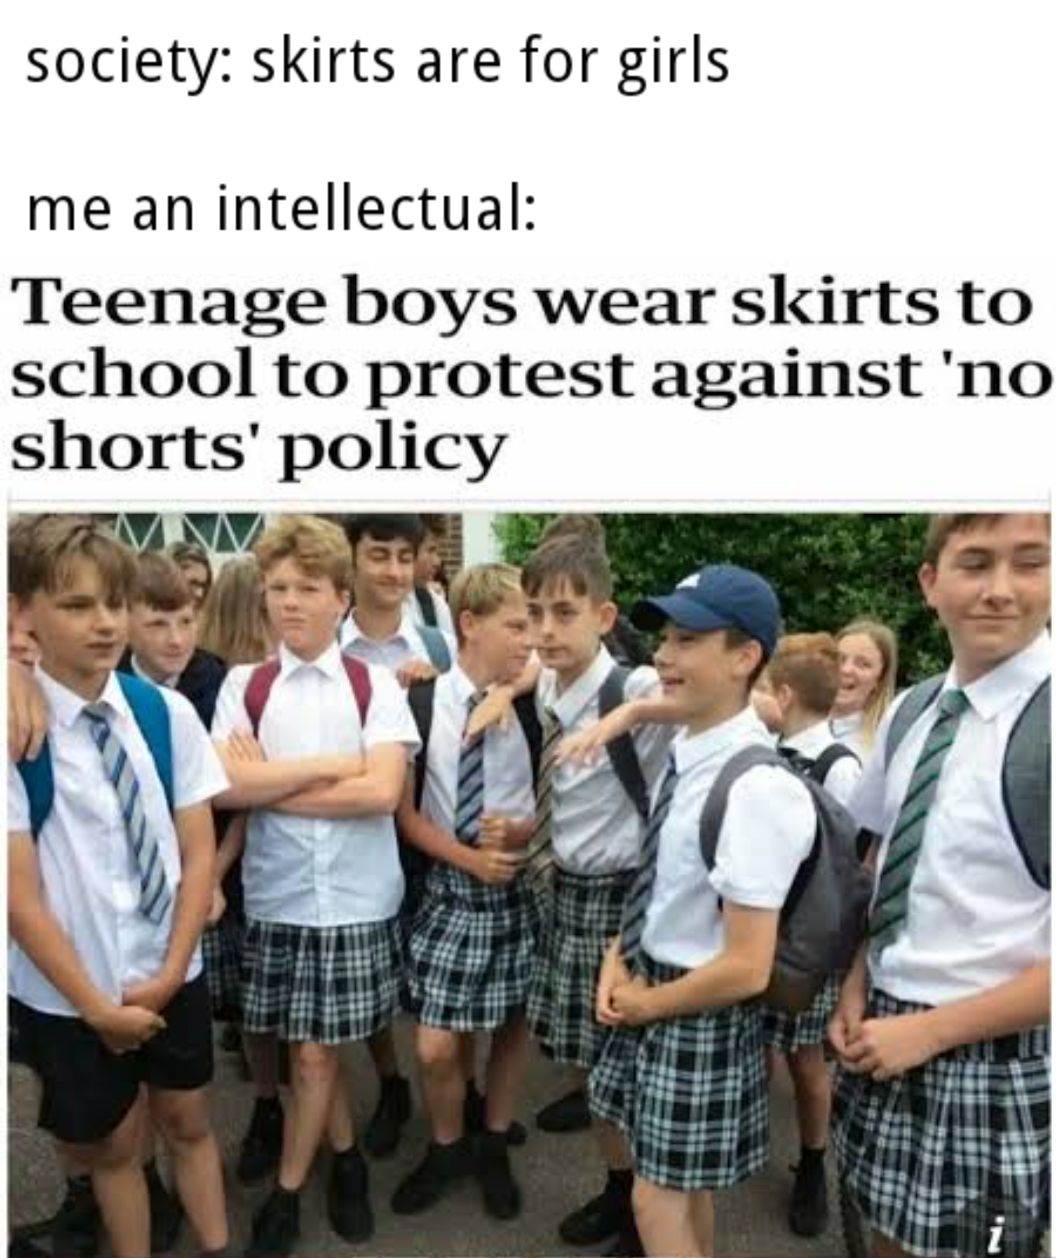 society: skirts are for girls
me an intellectual:
Teenage boys wear skirts to
school to protest against 'no
shorts' policy
i